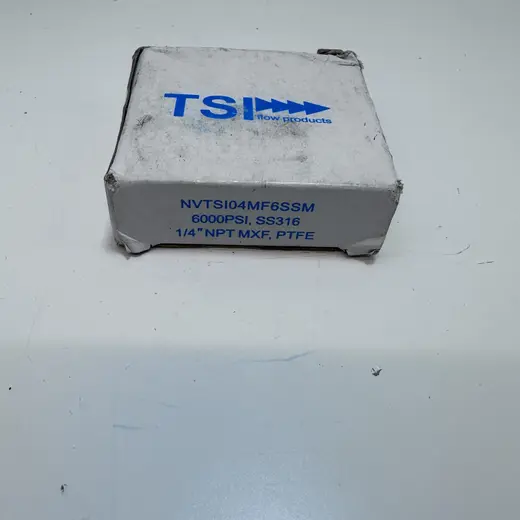 TSI
flow products
NVTSI04MF6SSM
6000PSI, SS316
1/4" NPT MXF, PTFE